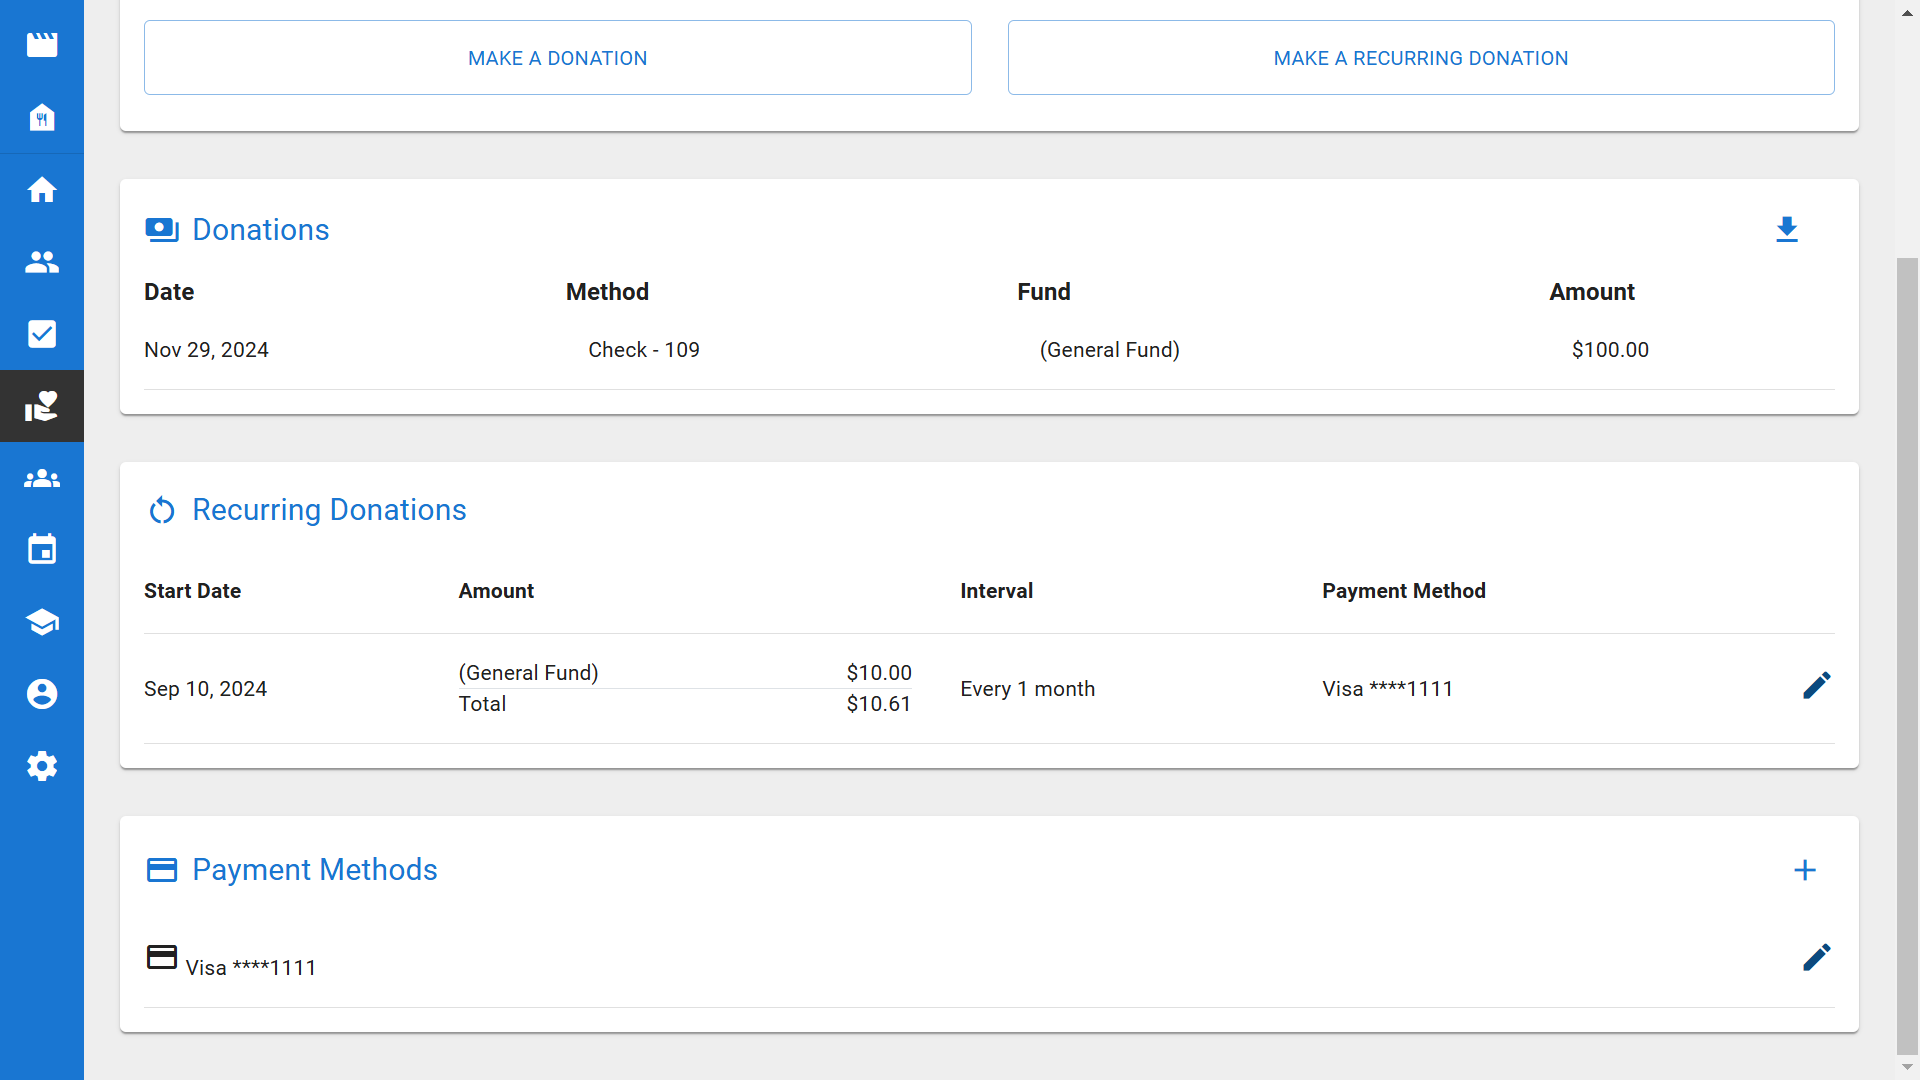 MAKE A DONATION
MAKE A RECURRING DONATION
Donations
Date Method Fund Amount
Nov 29, 2024 Check - 109 (General Fund) $100.00
Recurring Donations
Start Date Amount Interval Payment Method
Sep 10, 2024 (General Fund) $10.00 Every 1 month Visa ****1111
Total $10.61
Payment Methods
Visa ****1111